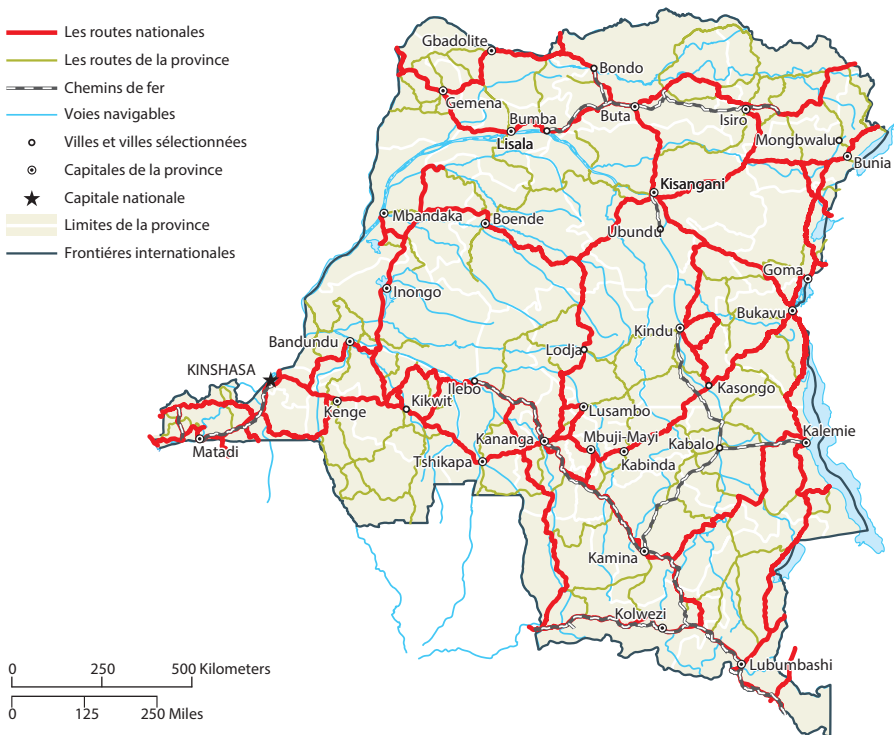 Les routes nationales
Les routes de la province
Chemins de fer
Voies navigables
Villes et villes sélectionnées
Capitales de la province
Capitale nationale
Limites de la province
Frontiéres internationales
Gbadolite
Bondo
Gemena
Bumba
Buta
Isiro
Lisala
Mongbwalu
Bunia
Kisangani
Mbandaka
Boende
Ubundu
Goma
Inongo
Bukavu
Kindu
Bandundu
Lodja
KINSHASA
Ilebo
Kasongo
Kenge
Kikwit
Lusambo
Matadi
Kananga
Mbuji-Mayi
Kabalo
Kalemie
Tshikapa
Kabinda
Kamina
Kolwezi
Lubumbashi
0 250 500 Kilometers
0 125 250 Miles